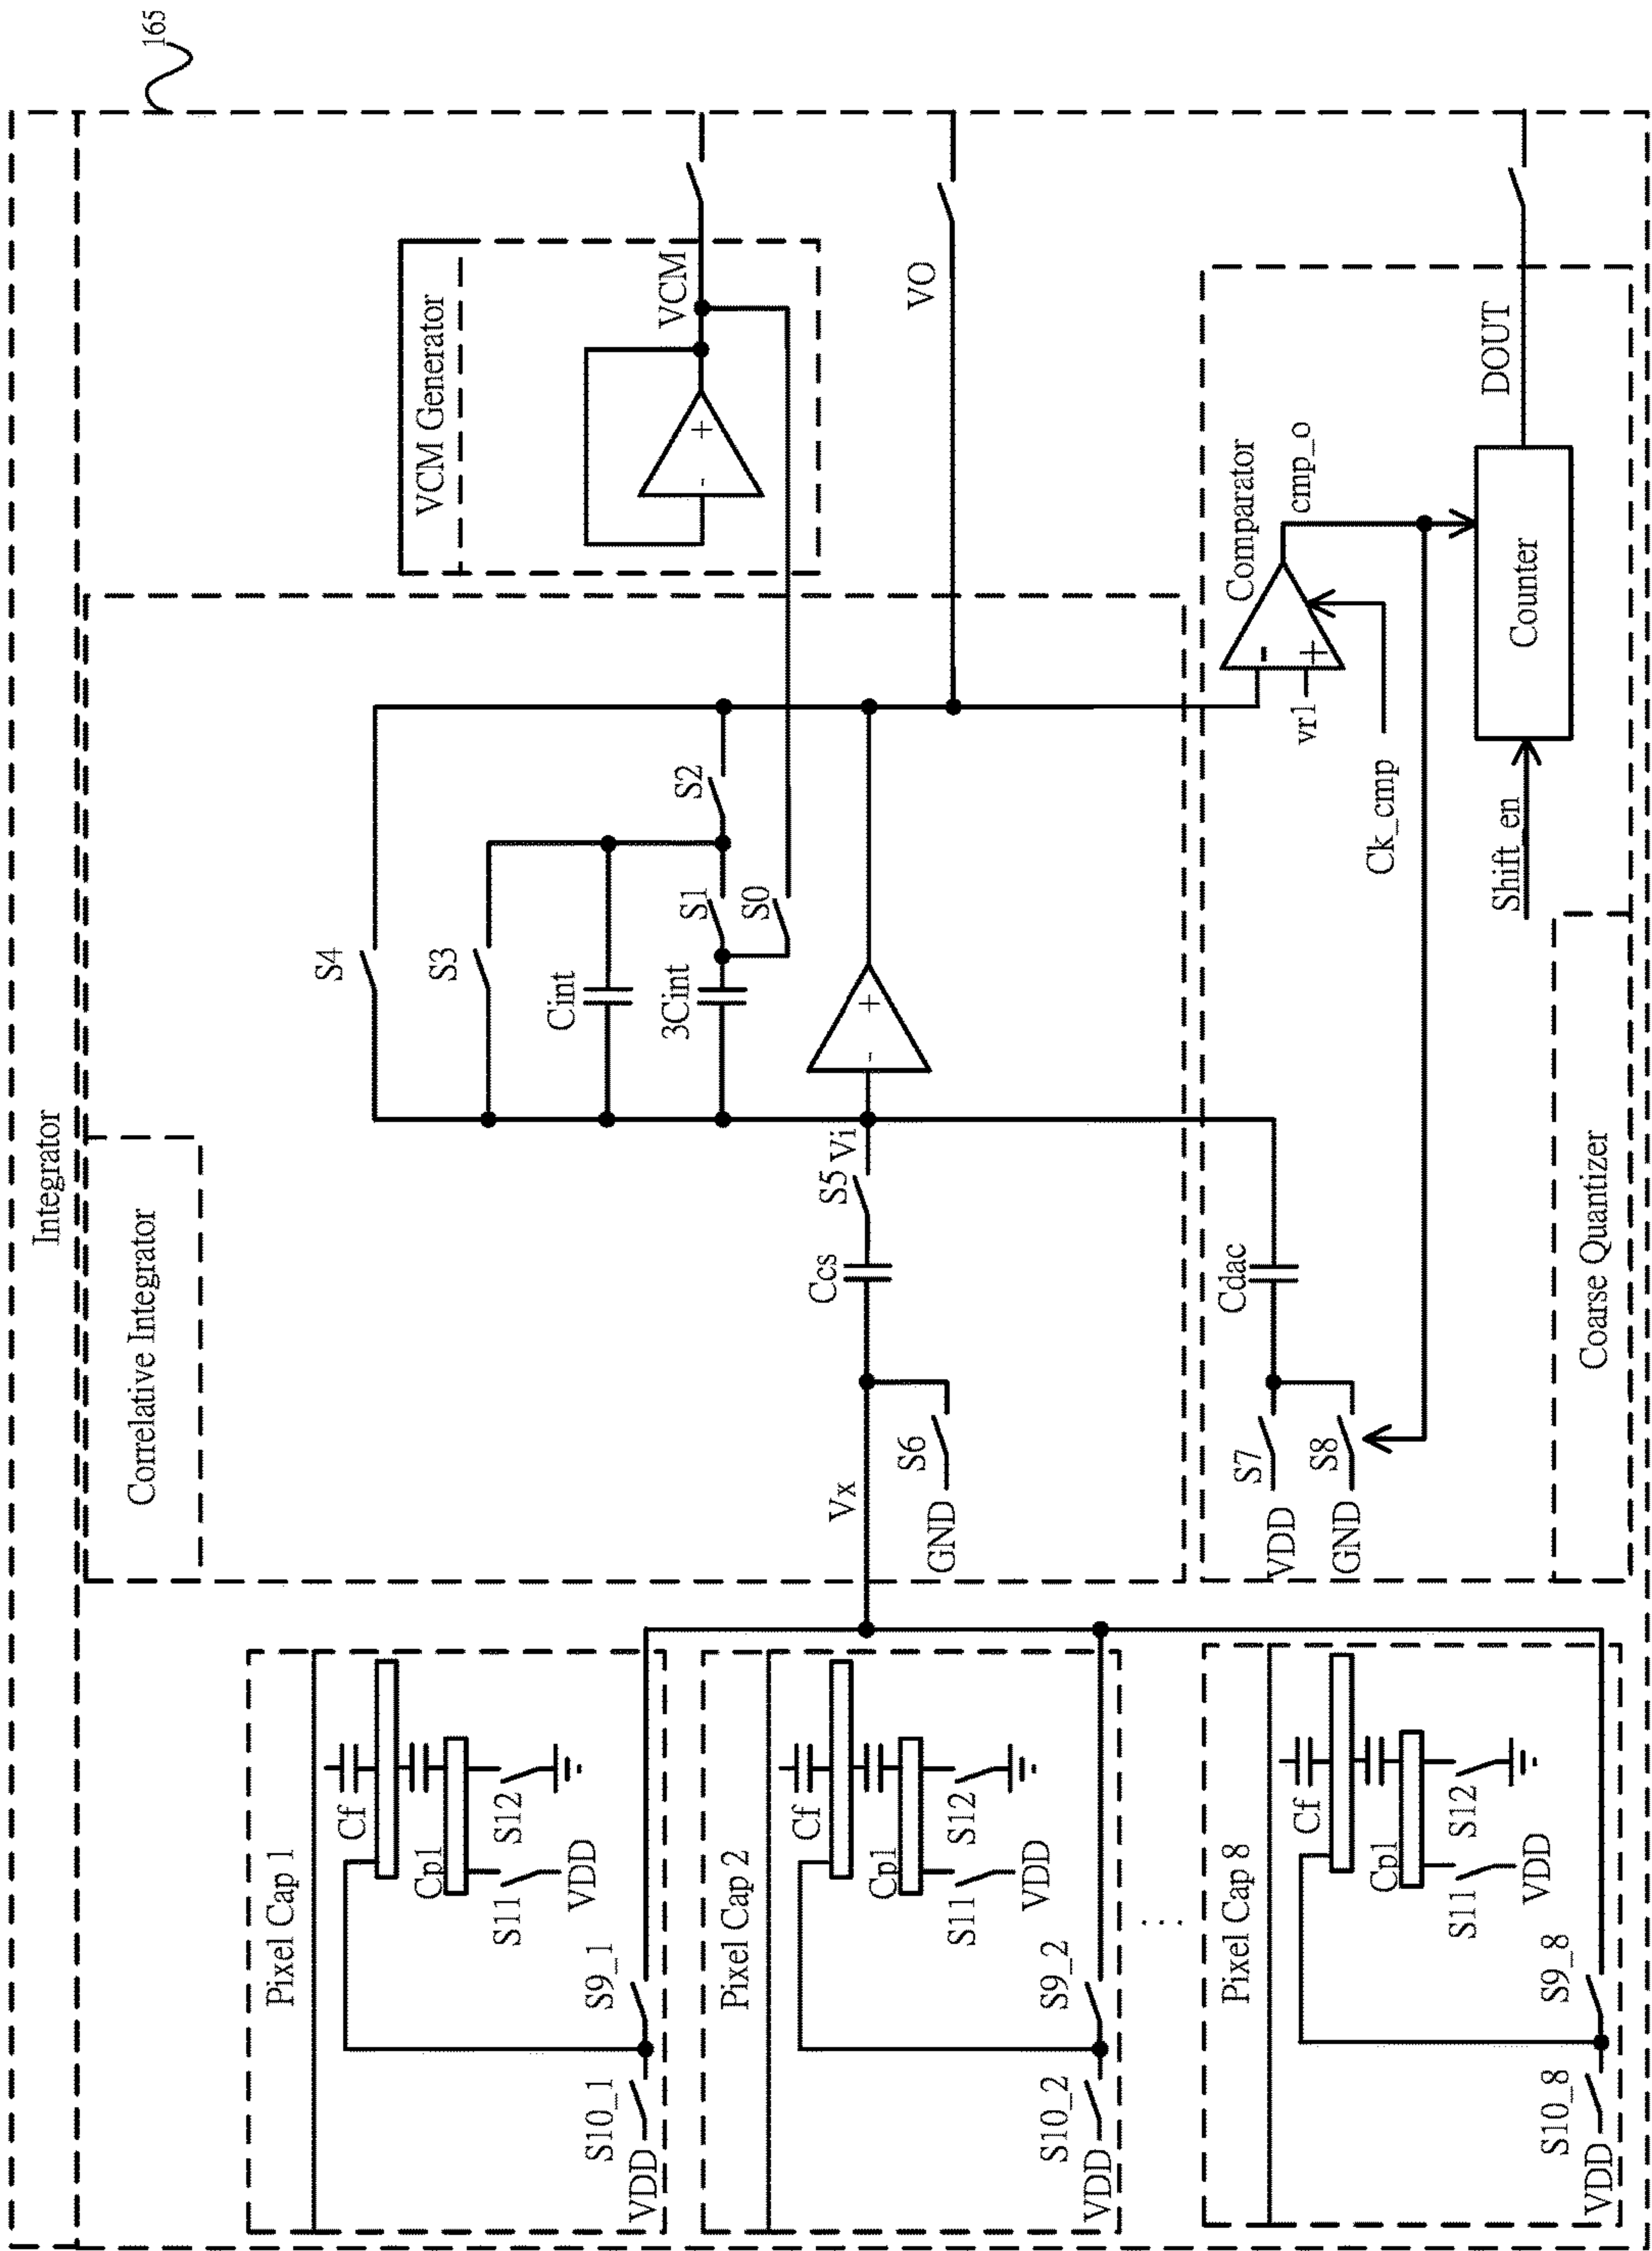 165
Integrator
Correlative Integrator
VCM Generator
VCM
-
+
VO
S4
S3
Cint
3Cint
S1
S2
S0
-
+
Vi
S5
Ccs
Vx
S6
GND
Pixel Cap 1
Cf
Cp1
S11
S12
VDD
S9_1
S10_1
VDD
Pixel Cap 2
Cf
Cp1
S11
S12
VDD
S9_2
S10_2
VDD
...
Pixel Cap 8
Cf
Cp1
S11
S12
VDD
S9_8
S10_8
VDD
Cdac
S7
VDD
S8
GND
Comparator
-
+
vr1
cmp_o
Ck_cmp
Counter
Shift_en
DOUT
Coarse Quantizer